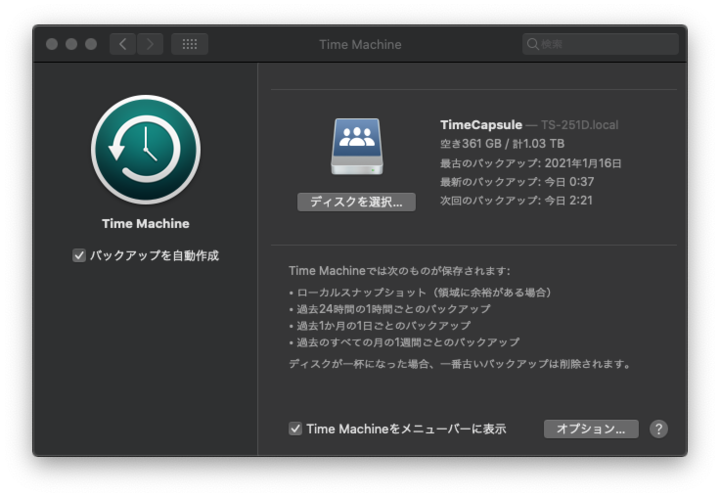 Time Machine
検索
Time Machine
バックアップを自動作成
ディスクを選択...
TimeCapsule — TS-251D.local
空き361 GB / 計1.03 TB
最古のバックアップ: 2021年1月16日
最新のバックアップ: 今日 0:37
次回のバックアップ: 今日 2:21
Time Machineでは次のものが保存されます:
• ローカルスナップショット（領域に余裕がある場合）
• 過去24時間の1時間ごとのバックアップ
• 過去1か月の1日ごとのバックアップ
• 過去のすべての月の1週間ごとのバックアップ
ディスクが一杯になった場合、一番古いバックアップは削除されます。
Time Machineをメニューバーに表示
オプション...
?